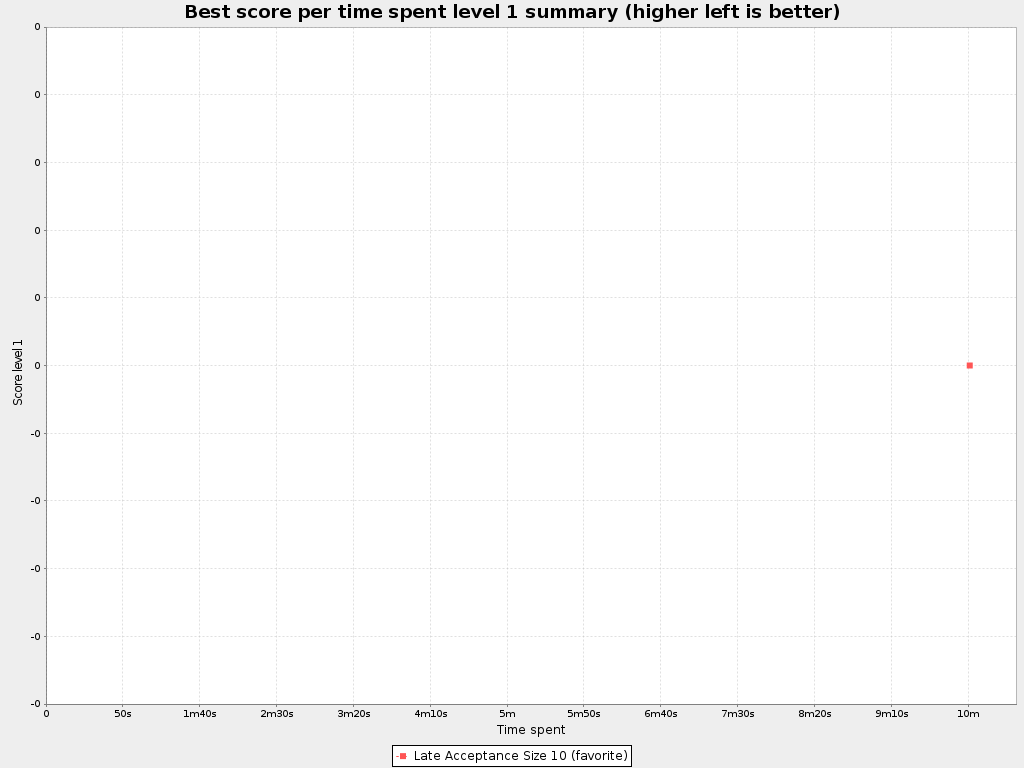 Best score per time spent level 1 summary (higher left is better)
0
0
0
0
0
0
-0
-0
-0
-0
-0
Score level 1
0 50s 1m40s 2m30s 3m20s 4m10s 5m 5m50s 6m40s 7m30s 8m20s 9m10s 10m
Time spent
Late Acceptance Size 10 (favorite)